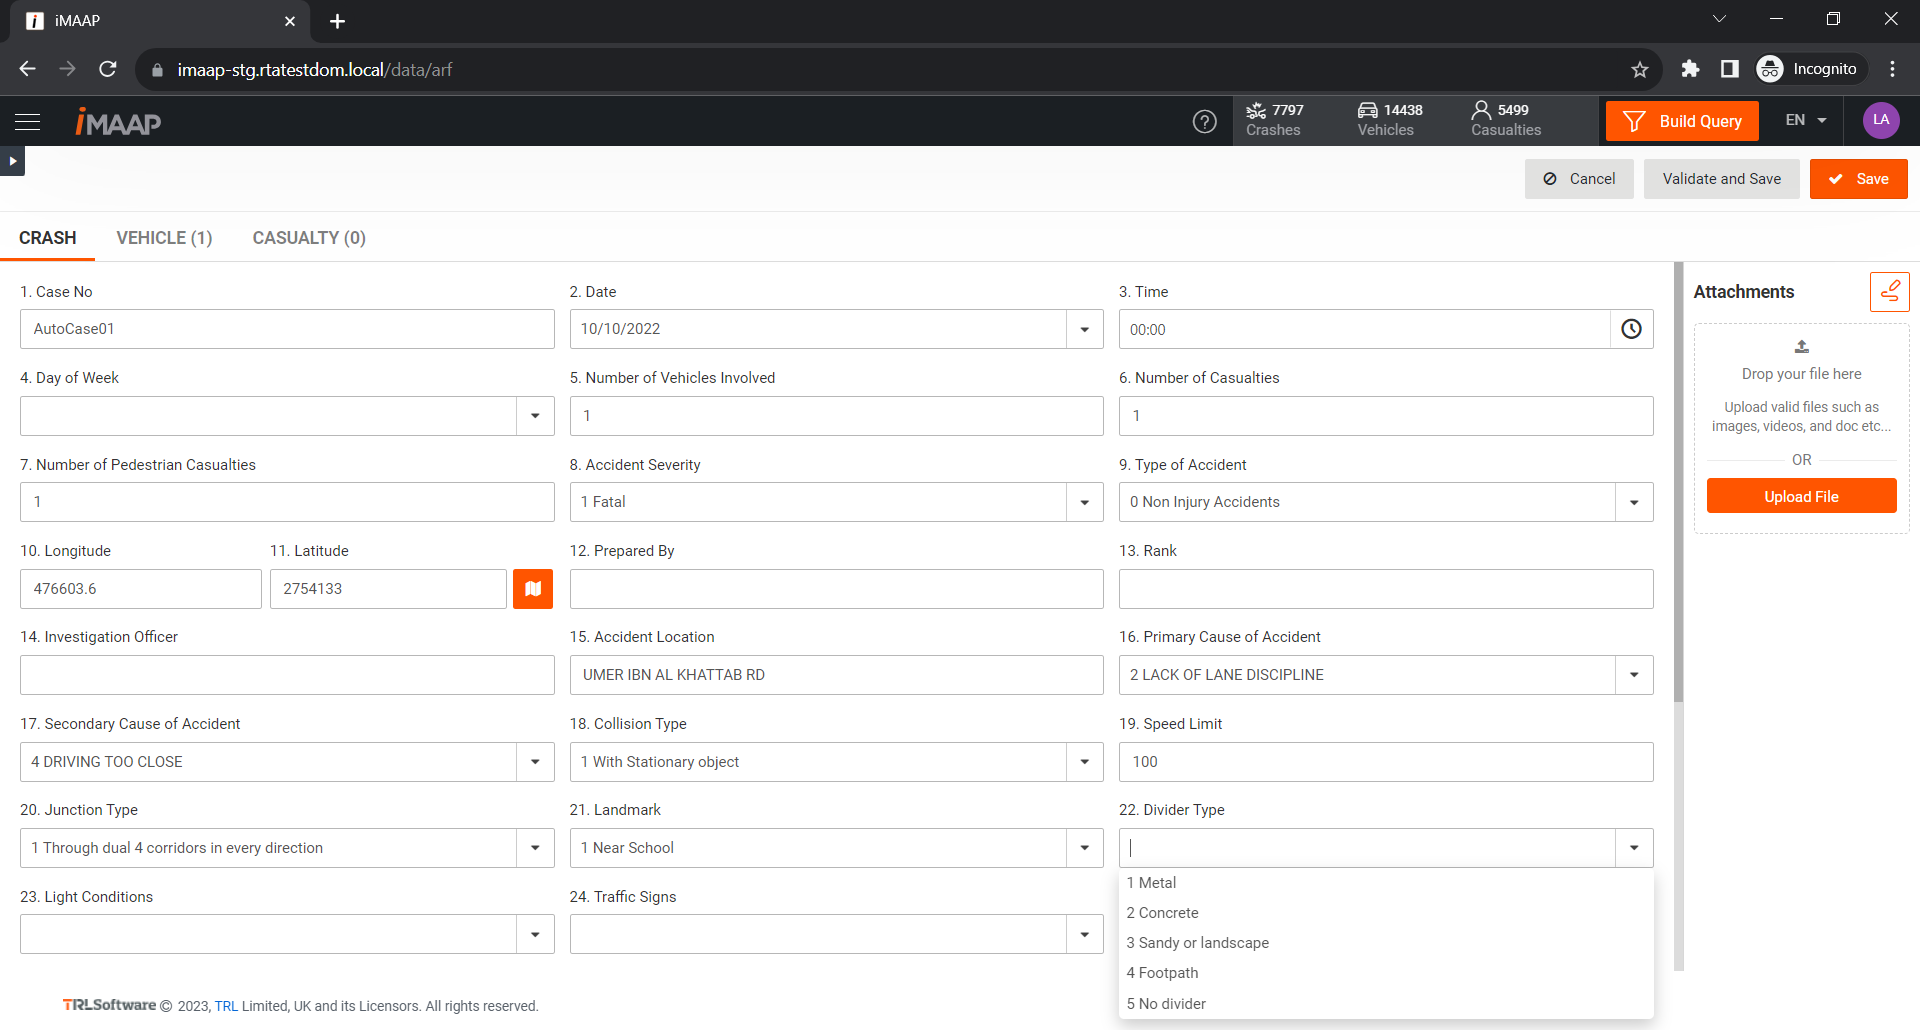 iMAAP
imaap-stg.rtatestdom.local/data/arf
Incognito
iMAAP
7797
Crashes
14438
Vehicles
5499
Casualties
Build Query
EN
LA
Cancel
Validate and Save
Save
CRASH
VEHICLE (1)
CASUALTY (0)
1. Case No
2. Date
3. Time
AutoCase01
10/10/2022
00:00
4. Day of Week
5. Number of Vehicles Involved
6. Number of Casualties
1
1
7. Number of Pedestrian Casualties
8. Accident Severity
9. Type of Accident
1
1 Fatal
0 Non Injury Accidents
10. Longitude
11. Latitude
12. Prepared By
13. Rank
476603.6
2754133
14. Investigation Officer
15. Accident Location
16. Primary Cause of Accident
UMER IBN AL KHATTAB RD
2 LACK OF LANE DISCIPLINE
17. Secondary Cause of Accident
18. Collision Type
19. Speed Limit
4 DRIVING TOO CLOSE
1 With Stationary object
100
20. Junction Type
21. Landmark
22. Divider Type
1 Through dual 4 corridors in every direction
1 Near School
1 Metal
2 Concrete
3 Sandy or landscape
4 Footpath
5 No divider
23. Light Conditions
24. Traffic Signs
Attachments
Drop your file here
Upload valid files such as
images, videos, and doc etc...
OR
Upload File
TRLSoftware © 2023, TRL Limited, UK and its Licensors. All rights reserved.